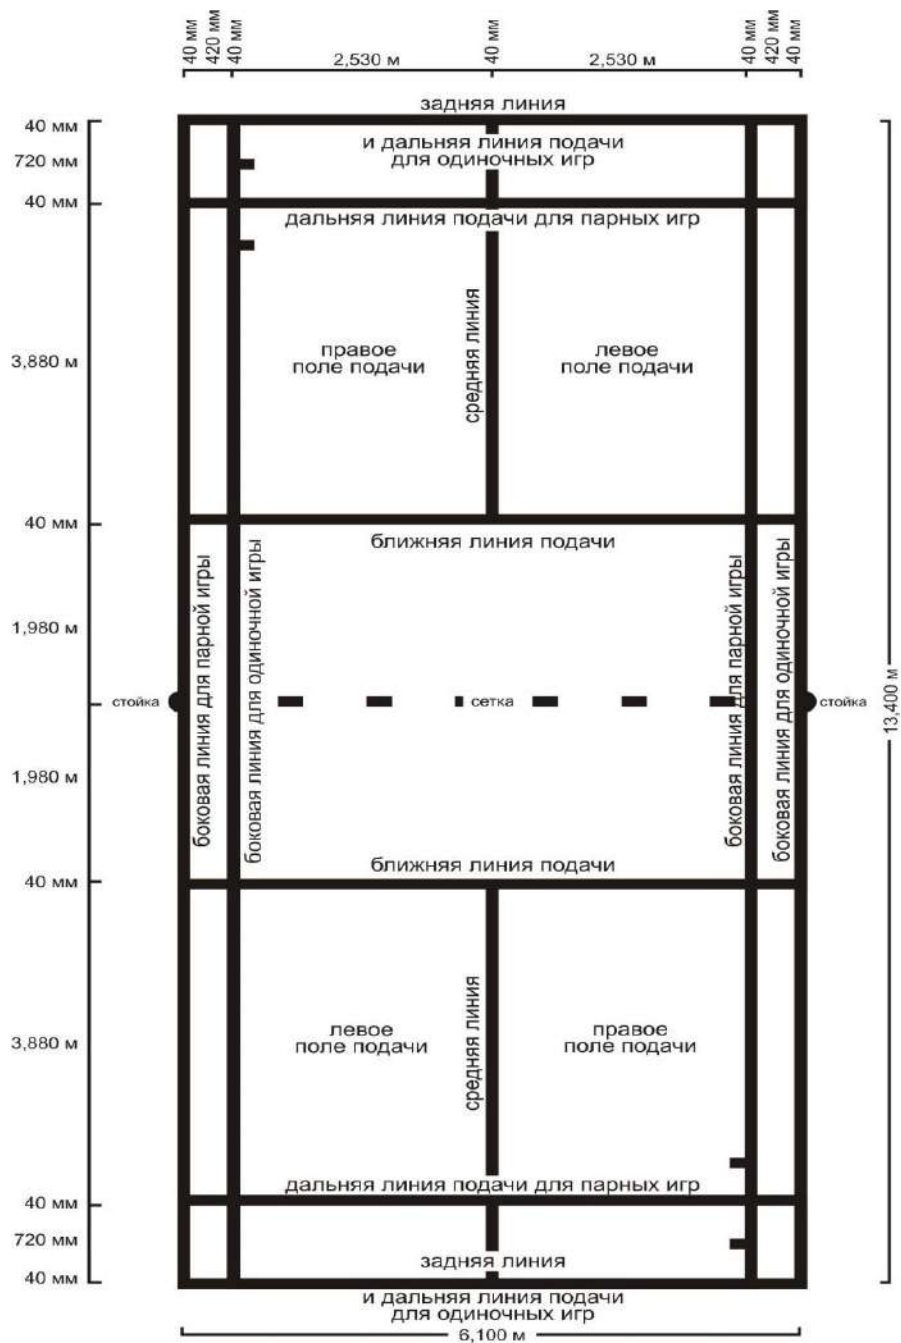 40 мм
420 мм
40 мм
2,530 м
40 мм
2,530 м
40 мм
420 мм
40 мм
задняя линия
и дальняя линия подачи
для одиночных игр
40 мм
720 мм
40 мм
дальняя линия подачи для парных игр
3,880 м
правое
поле подачи
средняя линия
левое
поле подачи
40 мм
ближняя линия подачи
1,980 м
боковая линия для парной игры
боковая линия для одиночной игры
боковая линия для парной игры
боковая линия для одиночной игры
стойка
сетка
стойка
13,400 м
1,980 м
ближняя линия подачи
40 мм
3,880 м
левое
поле подачи
средняя линия
правое
поле подачи
дальняя линия подачи для парных игр
40 мм
720 мм
задняя линия
40 мм
и дальняя линия подачи
для одиночных игр
6,100 м